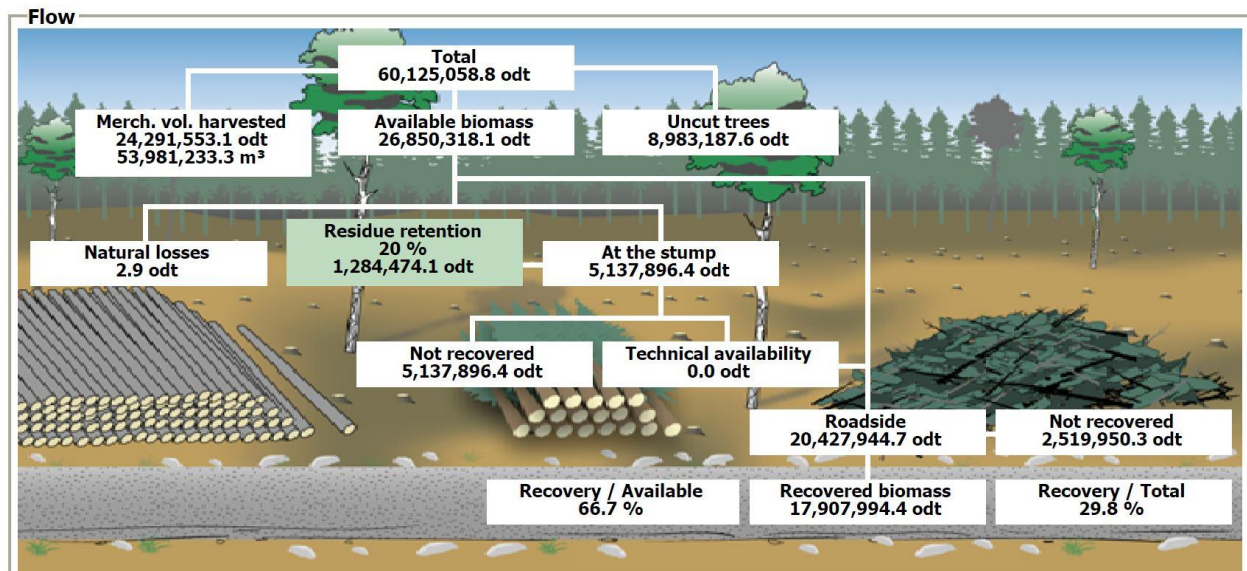 Flow
Total
60,125,058.8 odt
Merch. vol. harvested
24,291,553.1 odt
53,981,233.3 m³
Available biomass
26,850,318.1 odt
Uncut trees
8,983,187.6 odt
Natural losses
2.9 odt
Residue retention
20 %
1,284,474.1 odt
At the stump
5,137,896.4 odt
Not recovered
5,137,896.4 odt
Technical availability
0.0 odt
Roadside
20,427,944.7 odt
Not recovered
2,519,950.3 odt
Recovery / Available
66.7 %
Recovered biomass
17,907,994.4 odt
Recovery / Total
29.8 %